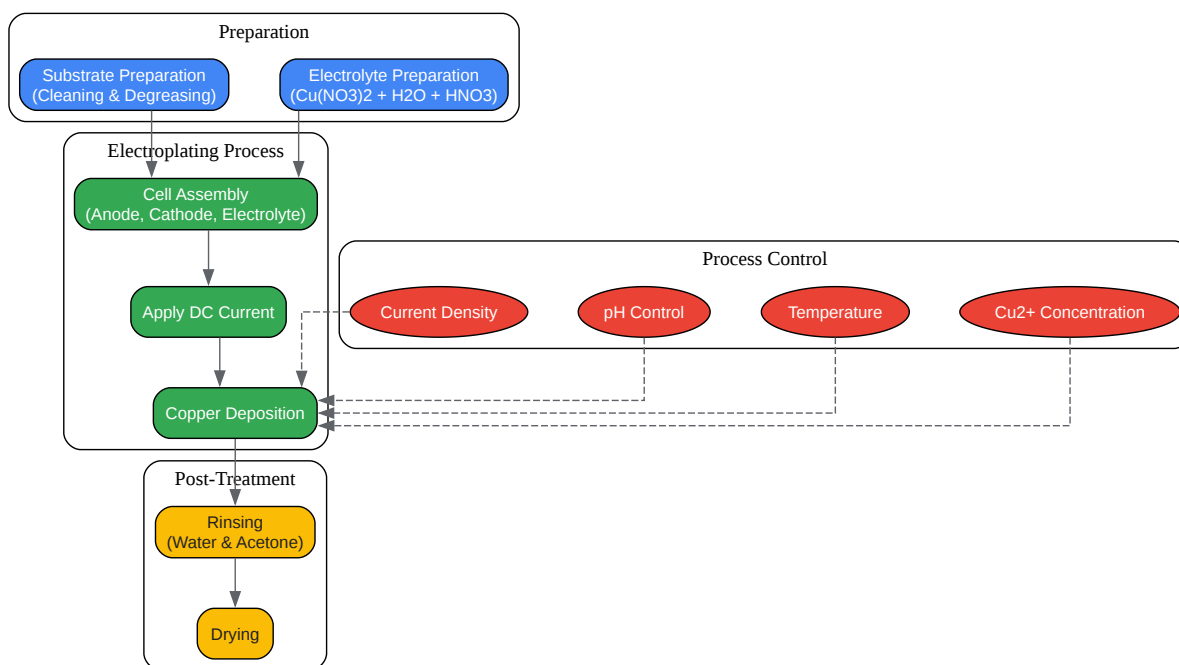 Preparation
Substrate Preparation
(Cleaning & Degreasing)
Electrolyte Preparation
(Cu(NO3)2 + H2O + HNO3)
Electroplating Process
Cell Assembly
(Anode, Cathode, Electrolyte)
Process Control
Apply DC Current
Current Density
pH Control
Temperature
Cu2+ Concentration
Copper Deposition
Post-Treatment
Rinsing
(Water & Acetone)
Drying